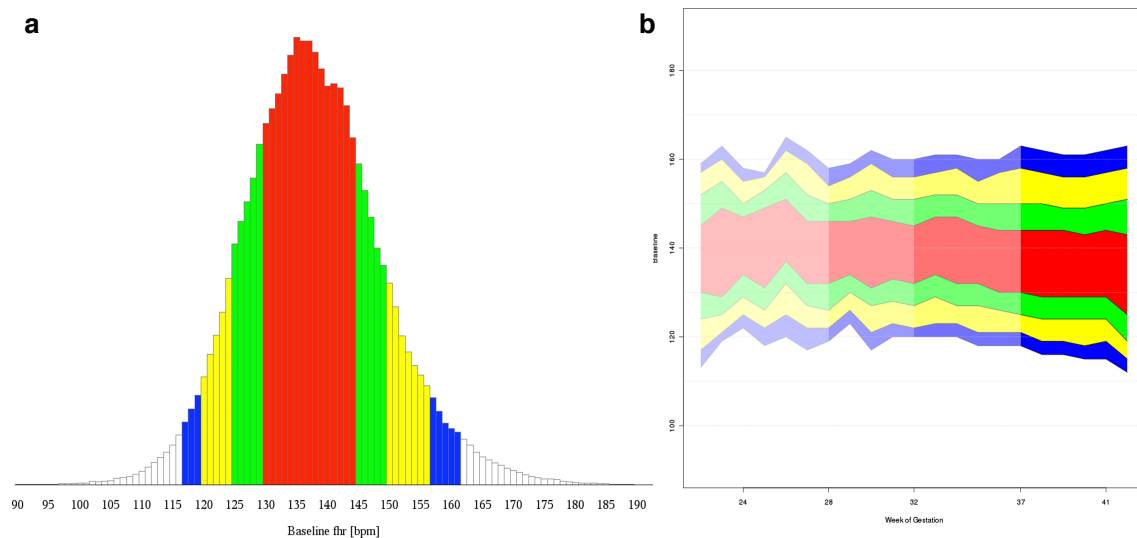 a
90 95 100 105 110 115 120 125 130 135 140 145 150 155 160 165 170 175 180 185 190
Baseline fhr [bpm]
b
180
160
140
120
100
Baseline
24 28 32 37 41
Week of Gestation